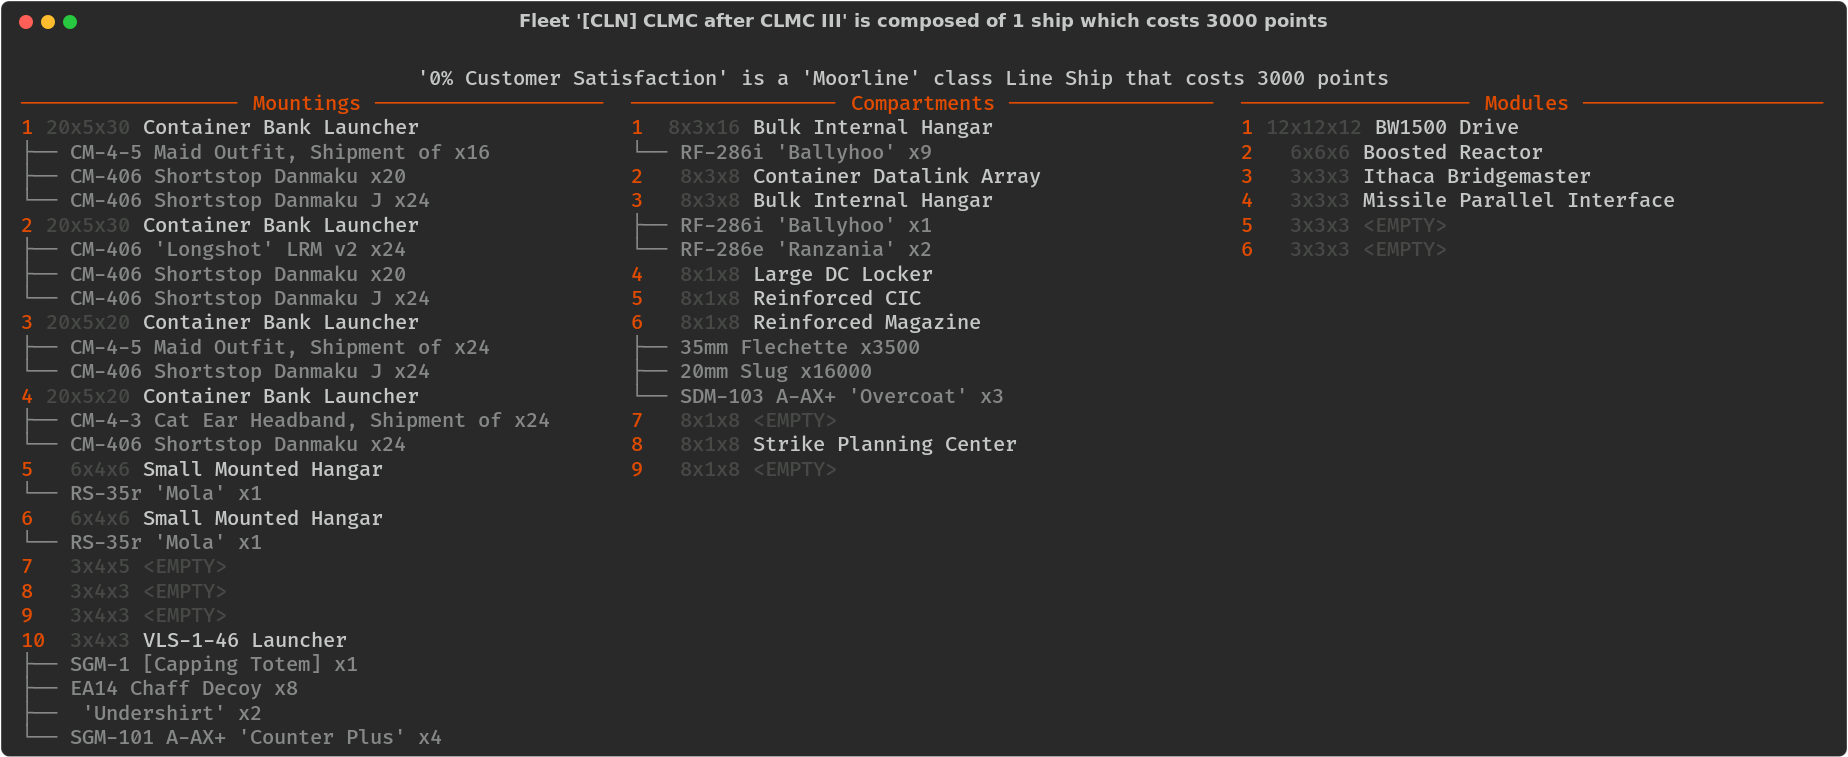 Fleet '[CLN] CLMC after CLMC III' is composed of 1 ship which costs 3000 points
'0% Customer Satisfaction' is a 'Moorline' class Line Ship that costs 3000 points
Mountings
1 20x5x30 Container Bank Launcher
CM-4-5 Maid Outfit, Shipment of x16
CM-406 Shortstop Danmaku x20
CM-406 Shortstop Danmaku J x24
2 20x5x30 Container Bank Launcher
CM-406 'Longshot' LRM v2 x24
CM-406 Shortstop Danmaku x20
CM-406 Shortstop Danmaku J x24
3 20x5x20 Container Bank Launcher
CM-4-5 Maid Outfit, Shipment of x24
CM-406 Shortstop Danmaku J x24
4 20x5x20 Container Bank Launcher
CM-4-3 Cat Ear Headband, Shipment of x24
CM-406 Shortstop Danmaku x24
5 6x4x6 Small Mounted Hangar
RS-35r 'Mola' x1
6 6x4x6 Small Mounted Hangar
RS-35r 'Mola' x1
7 3x4x5 <EMPTY>
8 3x4x3 <EMPTY>
9 3x4x3 <EMPTY>
10 3x4x3 VLS-1-46 Launcher
SGM-1 [Capping Totem] x1
EA14 Chaff Decoy x8
'Undershirt' x2
SGM-101 A-AX+ 'Counter Plus' x4
Compartments
1 8x3x16 Bulk Internal Hangar
RF-286i 'Ballyhoo' x9
2 8x3x8 Container Datalink Array
3 8x3x8 Bulk Internal Hangar
RF-286i 'Ballyhoo' x1
RF-286e 'Ranzania' x2
4 8x1x8 Large DC Locker
5 8x1x8 Reinforced CIC
6 8x1x8 Reinforced Magazine
35mm Flechette x3500
20mm Slug x16000
SDM-103 A-AX+ 'Overcoat' x3
7 8x1x8 <EMPTY>
8 8x1x8 Strike Planning Center
9 8x1x8 <EMPTY>
Modules
1 12x12x12 BW1500 Drive
2 6x6x6 Boosted Reactor
3 3x3x3 Ithaca Bridgemaster
4 3x3x3 Missile Parallel Interface
5 3x3x3 <EMPTY>
6 3x3x3 <EMPTY>